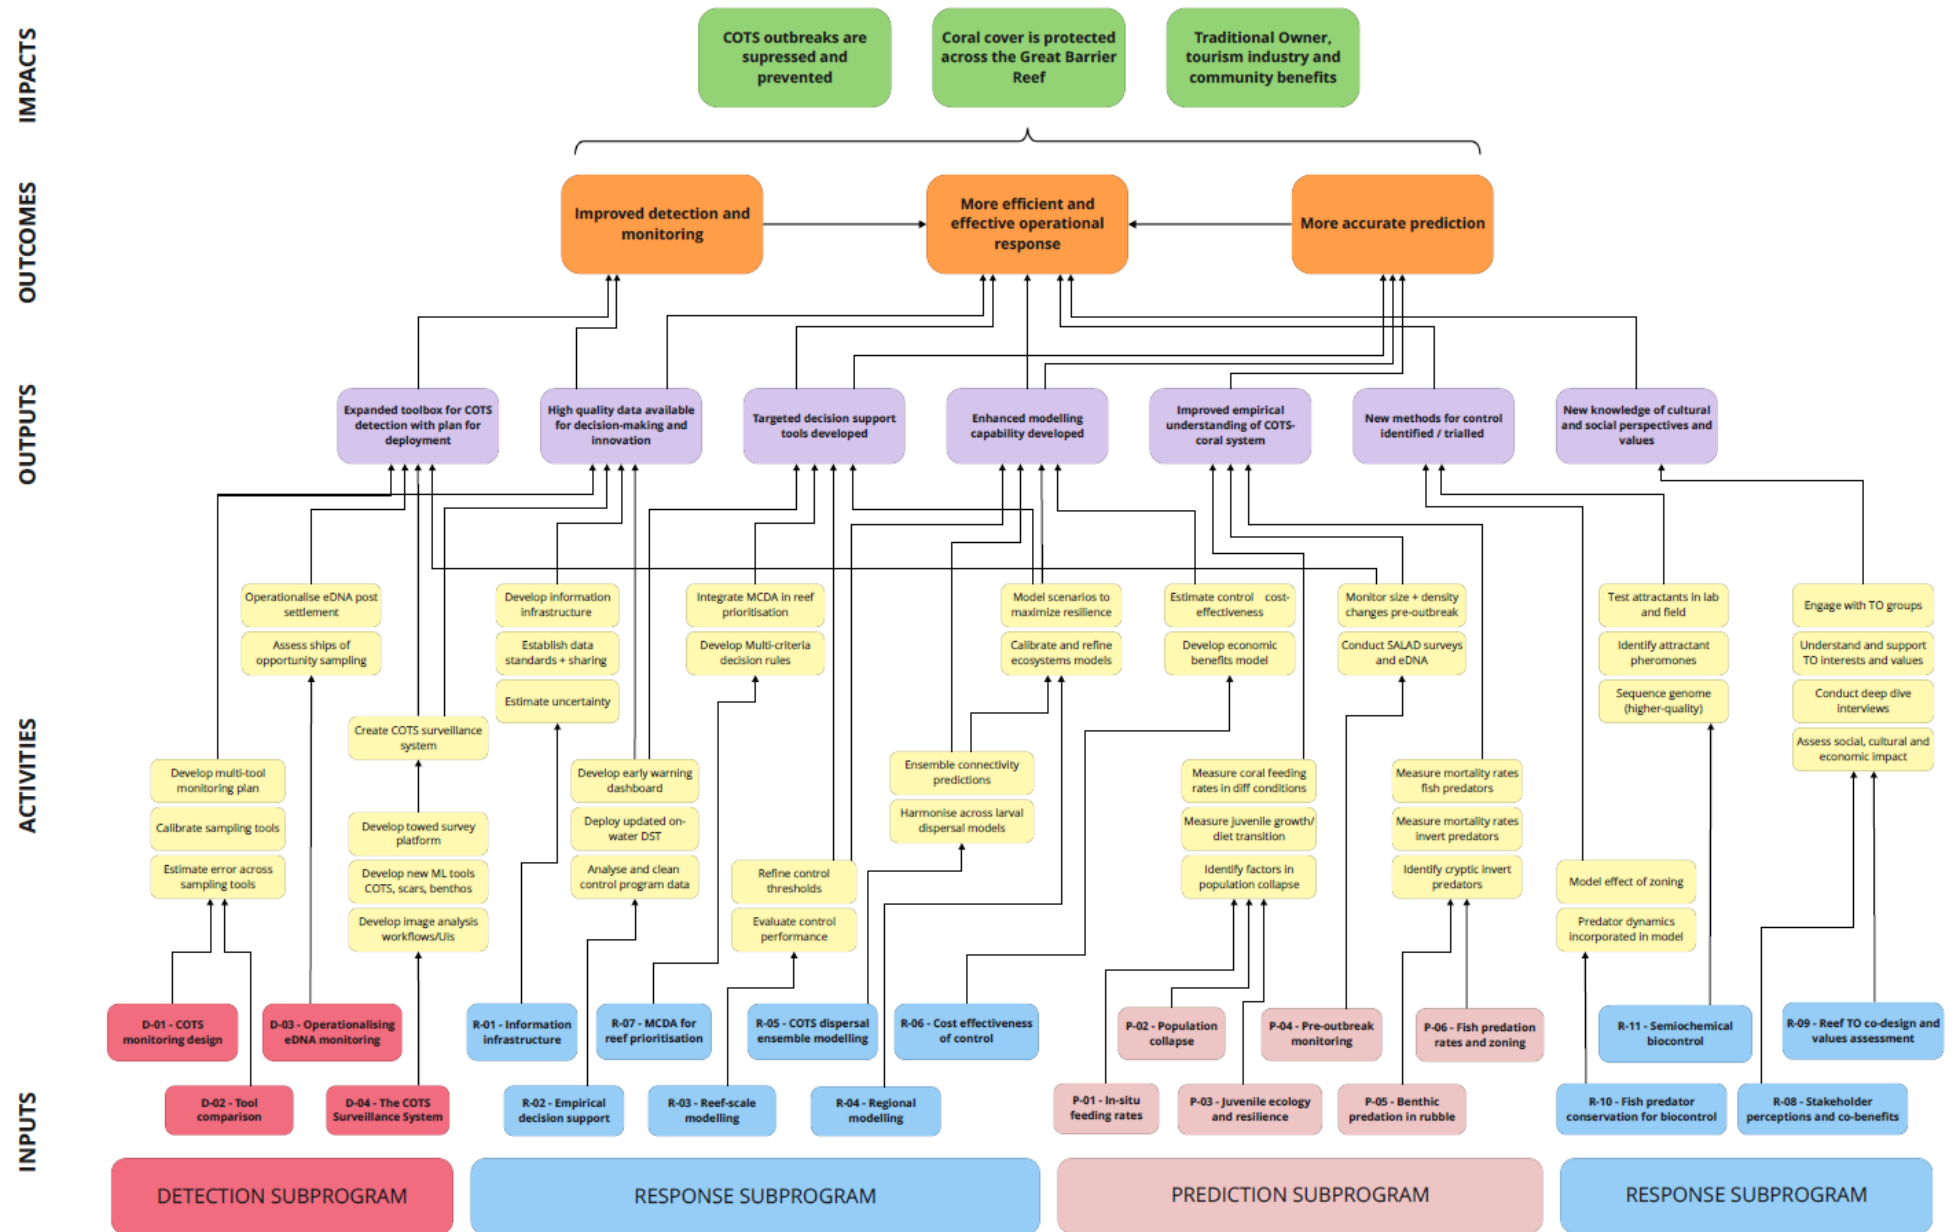 IMPACTS
COTS outbreaks are
supressed and
prevented
Coral cover is protected
across the Great Barrier
Reef
Traditional Owner,
tourism industry and
community benefits
OUTCOMES
Improved detection and
monitoring
More efficient and
effective operational
response
More accurate prediction
OUTPUTS
Expanded toolbox for COTS
detection with plan for
deployment
High quality data available
for decision-making and
innovation
Targeted decision support
tools developed
Enhanced modelling
capability developed
Improved empirical
understanding of COTS-
coral system
New methods for control
identified / trialled
New knowledge of cultural
and social perspectives and
values
ACTIVITIES
Develop multi-tool
monitoring plan
Calibrate sampling tools
Estimate error across
sampling tools
Operationalise eDNA post
settlement
Assess ships of
opportunity sampling
Create COTS surveillance
system
Develop towed survey
platform
Develop new ML tools
COTS, scars, benthos
Develop image analysis
workflows/Uis
Develop information
infrastructure
Establish data
standards + sharing
Estimate uncertainty
Develop early warning
dashboard
Deploy updated on-
water DST
Analyse and clean
control program data
Integrate MCDA in reef
prioritisation
Develop Multi-criteria
decision rules
Refine control
thresholds
Evaluate control
performance
Ensemble connectivity
predictions
Harmonise across larval
dispersal models
Model scenarios to
maximize resilience
Calibrate and refine
ecosystems models
Estimate control cost-
effectiveness
Develop economic
benefits model
Measure coral feeding
rates in diff conditions
Measure juvenile growth/
diet transition
Identify factors in
population collapse
Monitor size + density
changes pre-outbreak
Conduct SALAD surveys
and eDNA
Measure mortality rates
fish predators
Measure mortality rates
invert predators
Identify cryptic invert
predators
Test attractants in lab
and field
Identify attractant
pheromones
Sequence genome
(higher-quality)
Model effect of zoning
Predator dynamics
incorporated in model
Engage with TO groups
Understand and support
TO interests and values
Conduct deep dive
interviews
Assess social, cultural and
economic impact
INPUTS
D-01 - COTS
monitoring design
D-03 - Operationalising
eDNA monitoring
R-01 - Information
infrastructure
R-07 - MCDA for
reef prioritisation
R-05 - COTS dispersal
ensemble modelling
R-06 - Cost effectiveness
of control
P-02 - Population
collapse
P-04 - Pre-outbreak
monitoring
P-06 - Fish predation
rates and zoning
R-11 - Semiochemical
biocontrol
R-09 - Reef TO co-design and
values assessment
D-02 - Tool
comparison
D-04 - The COTS
Surveillance System
R-02 - Empirical
decision support
R-03 - Reef-scale
modelling
R-04 - Regional
modelling
P-01 - In-situ
feeding rates
P-03 - Juvenile ecology
and resilience
P-05 - Benthic
predation in rubble
R-10 - Fish predator
conservation for biocontrol
R-08 - Stakeholder
perceptions and co-benefits
DETECTION SUBPROGRAM
RESPONSE SUBPROGRAM
PREDICTION SUBPROGRAM
RESPONSE SUBPROGRAM